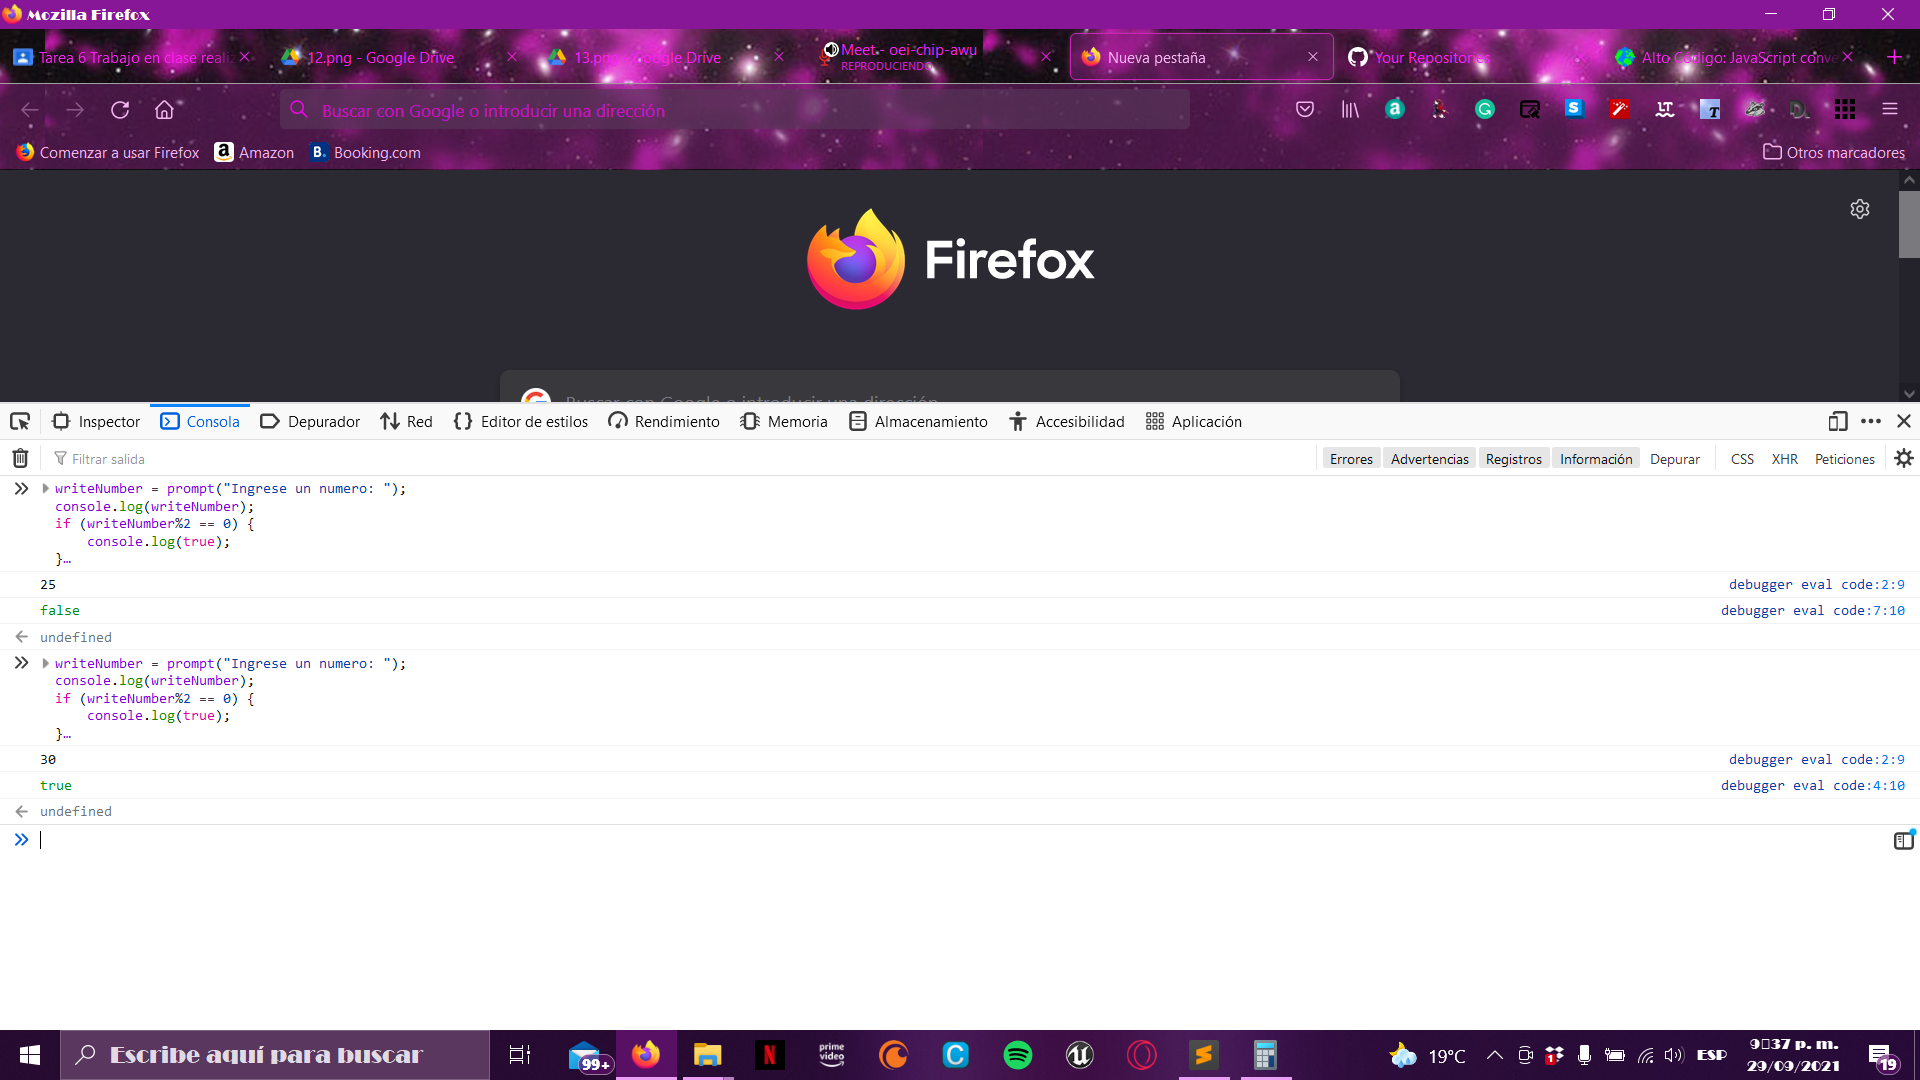 Mozilla Firefox
Tarea 6 Trabajo en clase reali
12.png - Google Drive
13.png - Google Drive
Meet - oei-chip-awu
REPRODUCIENDO
Nueva pestaña
Your Repositories
Alto Código: JavaScript conve
Buscar con Google o introducir una dirección
Comenzar a usar Firefox
Amazon
Booking.com
Otros marcadores
Firefox
Buscar con Google o introducir una dirección
Inspector
Consola
Depurador
Red
Editor de estilos
Rendimiento
Memoria
Almacenamiento
Accesibilidad
Aplicación
Filtrar salida
Errores
Advertencias
Registros
Información
Depurar
CSS
XHR
Peticiones
writeNumber = prompt("Ingrese un numero: ");
console.log(writeNumber);
if (writeNumber%2 == 0) {
console.log(true);
}…
25 debugger eval code:2:9
false debugger eval code:7:10
undefined
writeNumber = prompt("Ingrese un numero: ");
console.log(writeNumber);
if (writeNumber%2 == 0) {
console.log(true);
}…
30 debugger eval code:2:9
true debugger eval code:4:10
undefined
Escribe aquí para buscar
99+
prime video
19°C
1
ESP
9:37 p. m.
29/09/2021
19